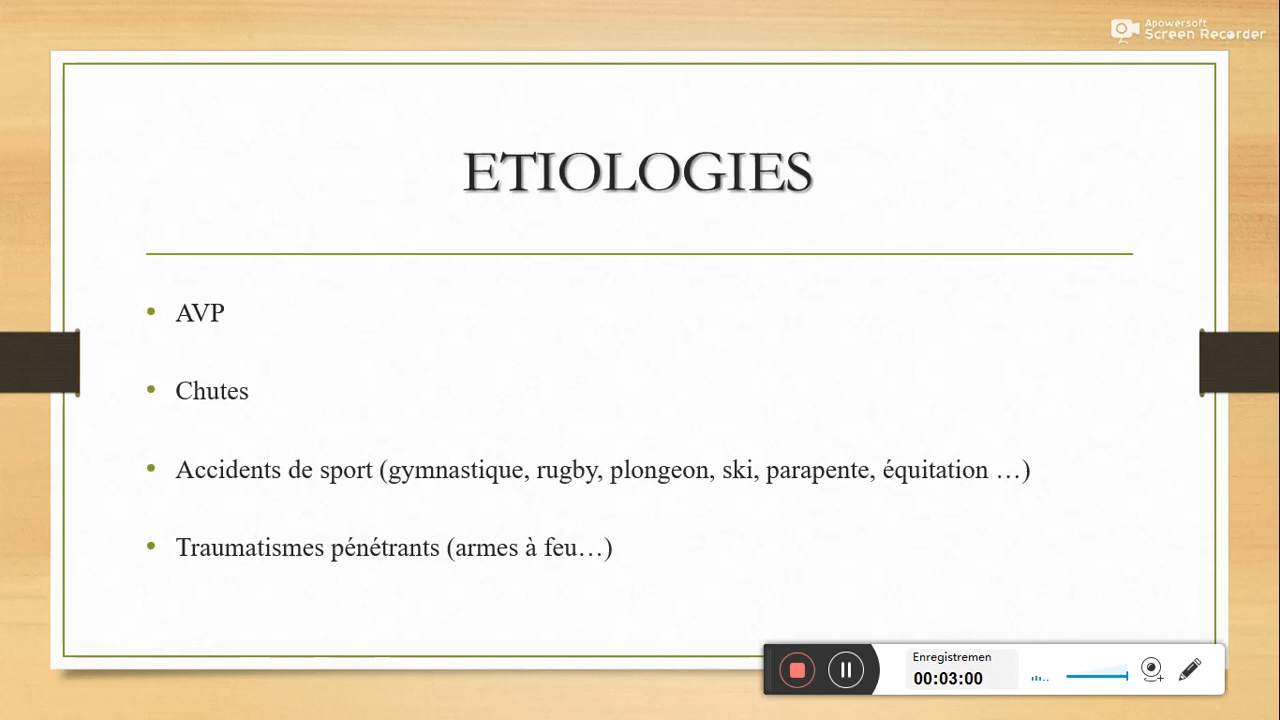 Apowersoft
Screen Recorder
ETIOLOGIES
• AVP
• Chutes
• Accidents de sport (gymnastique, rugby, plongeon, ski, parapente, équitation …)
• Traumatismes pénétrants (armes à feu…)
Enregistremen
00:03:00